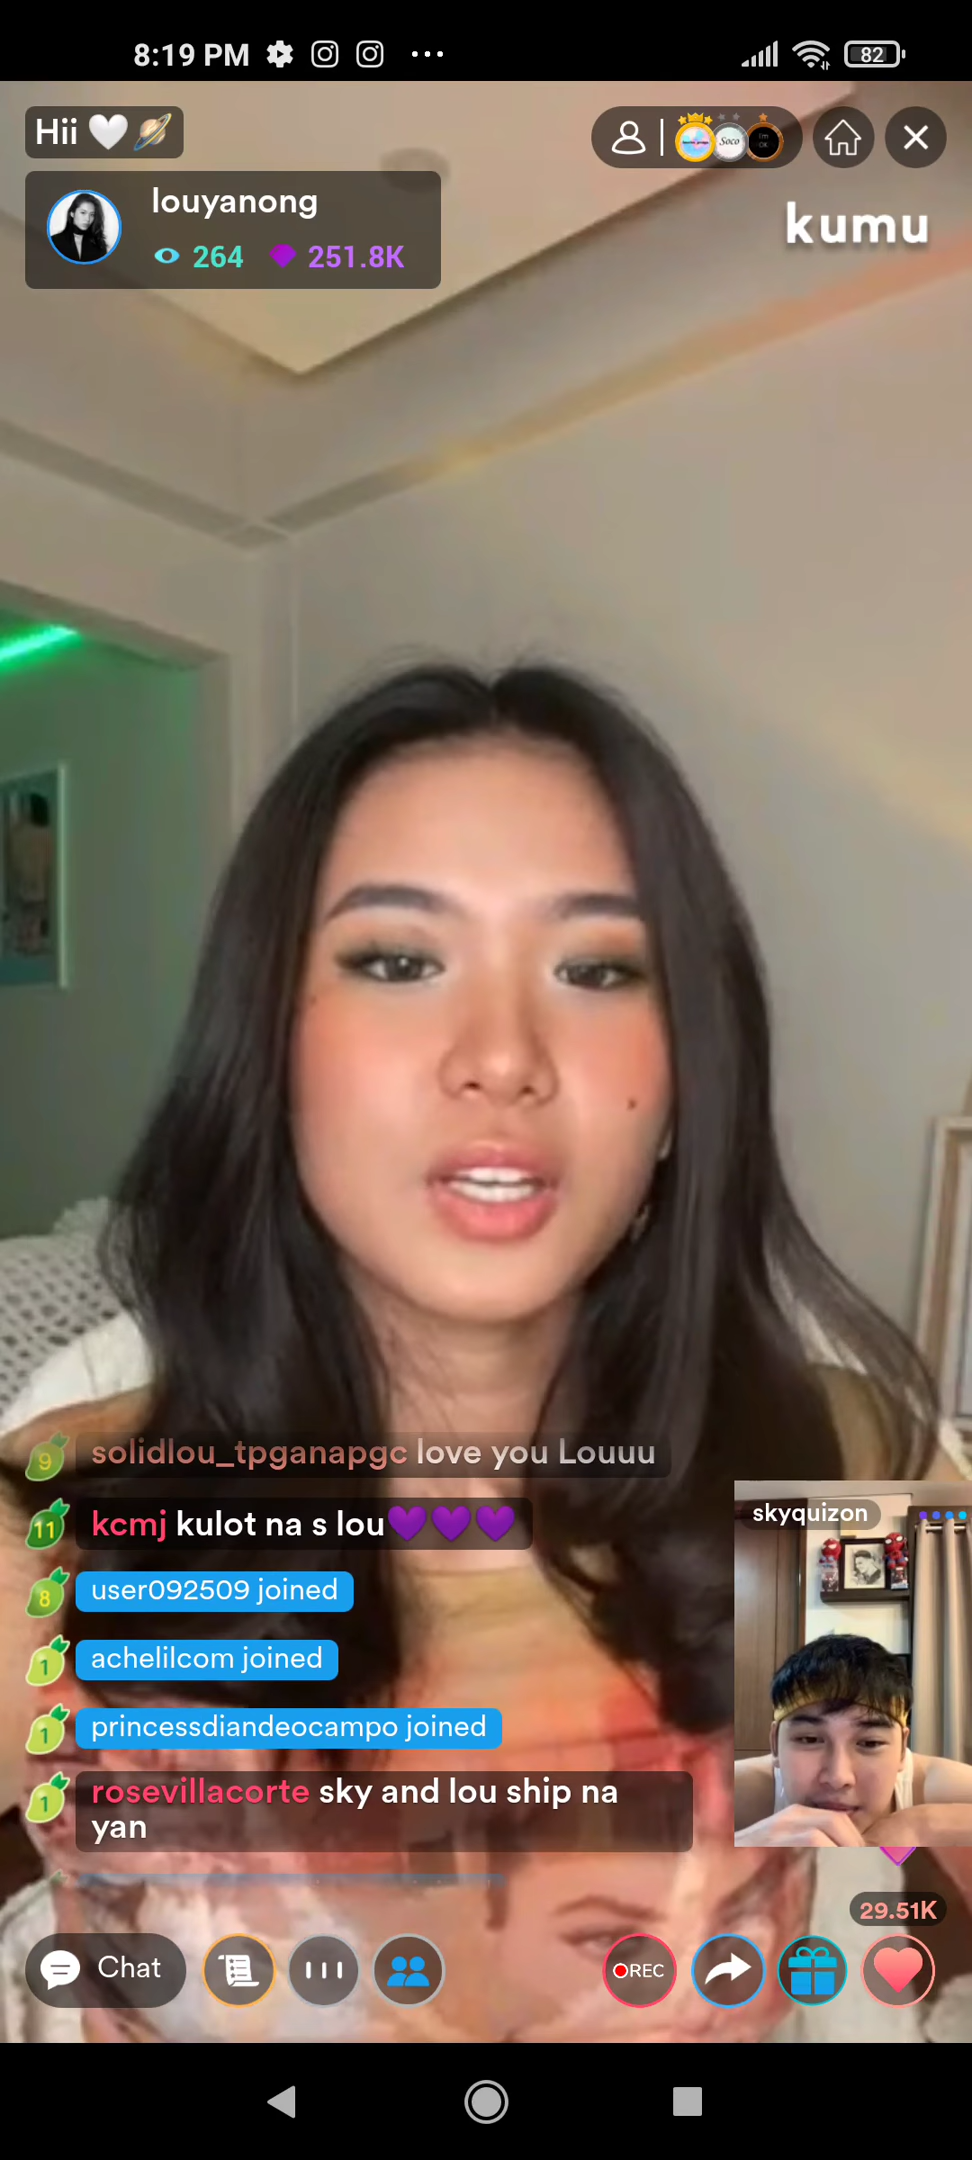 8:19 PM
82
Hii 🤍🪐
Soco
I'm
OK
louyanong
264 251.8K
kumu
9 solidlou_tpganapgc love you Louuu
11 kcmj kulot na s lou💜💜💜
skyquizon
8 user092509 joined
1 achelilcom joined
1 princessdiandeocampo joined
1 rosevillacorte sky and lou ship na
yan
29.51K
Chat
REC